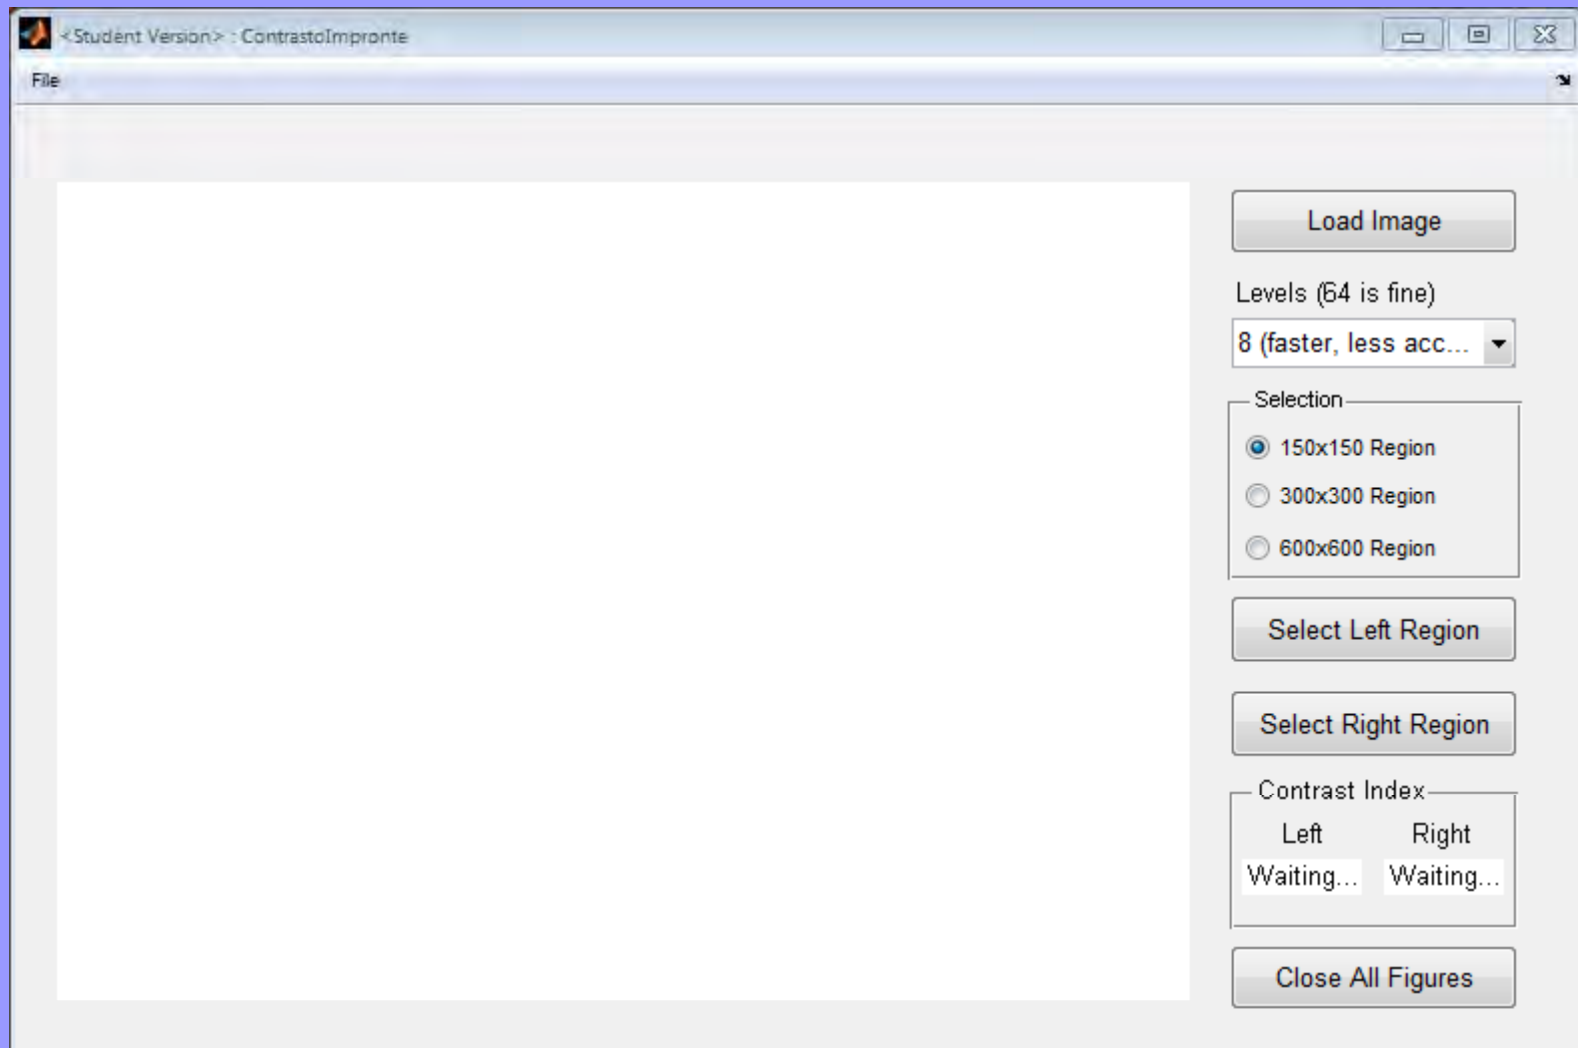 <Student Version> : ContrastoImpronte
File
Load Image
Levels (64 is fine)
8 (faster, less acc...
Selection
150x150 Region
300x300 Region
600x600 Region
Select Left Region
Select Right Region
Contrast Index
Left Right
Waiting... Waiting...
Close All Figures